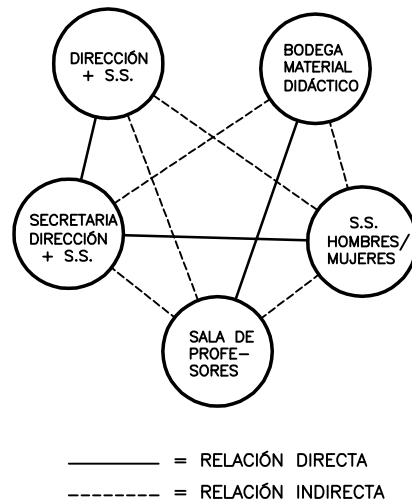 DIRECCIÓN
+ S.S.
BODEGA
MATERIAL
DIDÁCTICO
SECRETARIA
DIRECCIÓN
+ S.S.
S.S.
HOMBRES/
MUJERES
SALA DE
PROFE-
SORES
= RELACIÓN DIRECTA
= RELACIÓN INDIRECTA